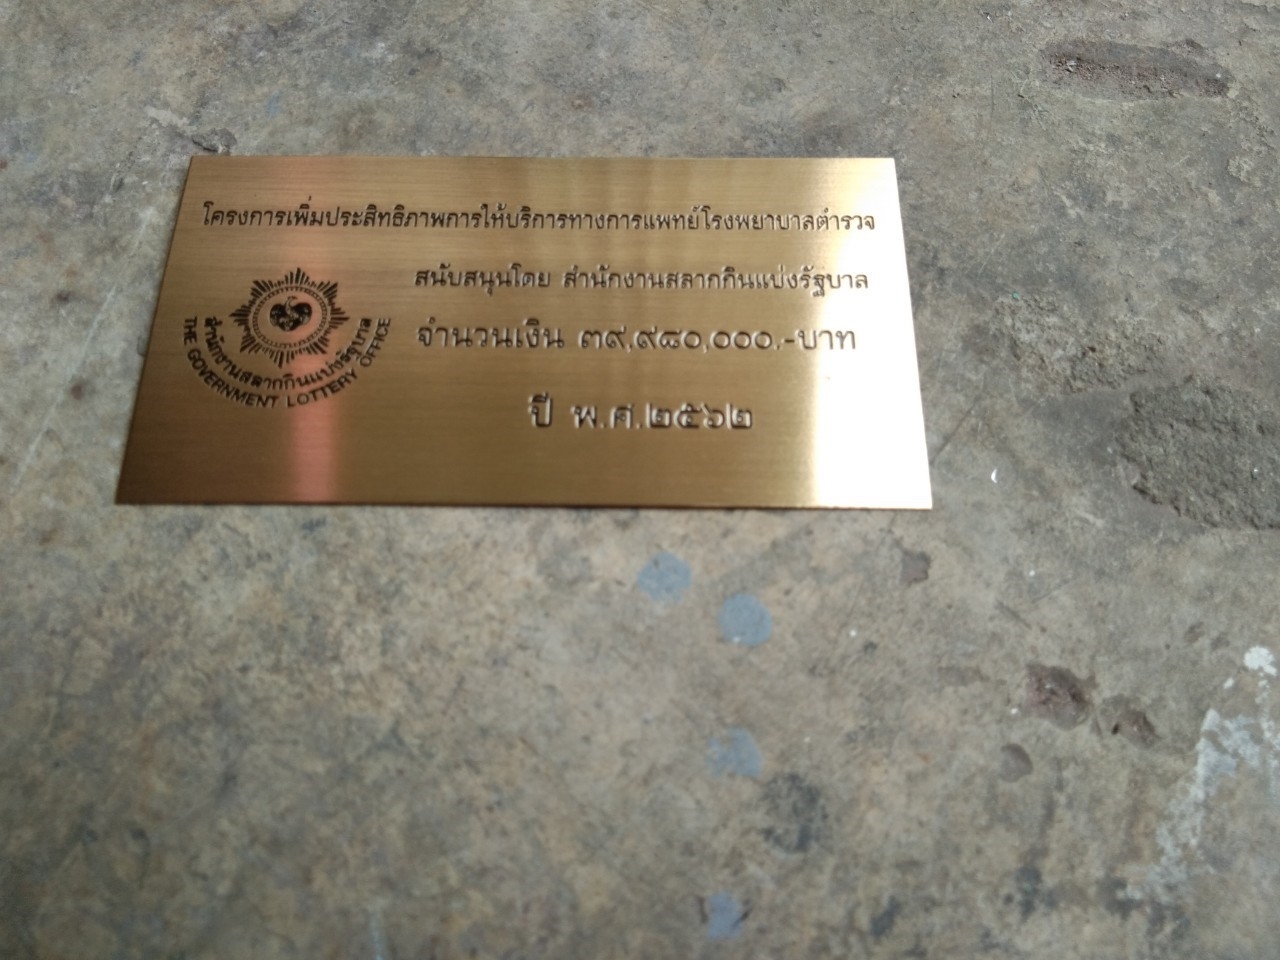 โครงการเพิ่มประสิทธิภาพการให้บริการทางการแพทย์โรงพยาบาลตำรวจ
สนับสนุนโดย สำนักงานสลากกินแบ่งรัฐบาล
จำนวนเงิน ๓๙,๙๘๐,๐๐๐.-บาท
ปี พ.ศ.๒๕๖๒
สำนักงานสลากกินแบ่งรัฐบาล
THE GOVERNMENT LOTTERY OFFICE